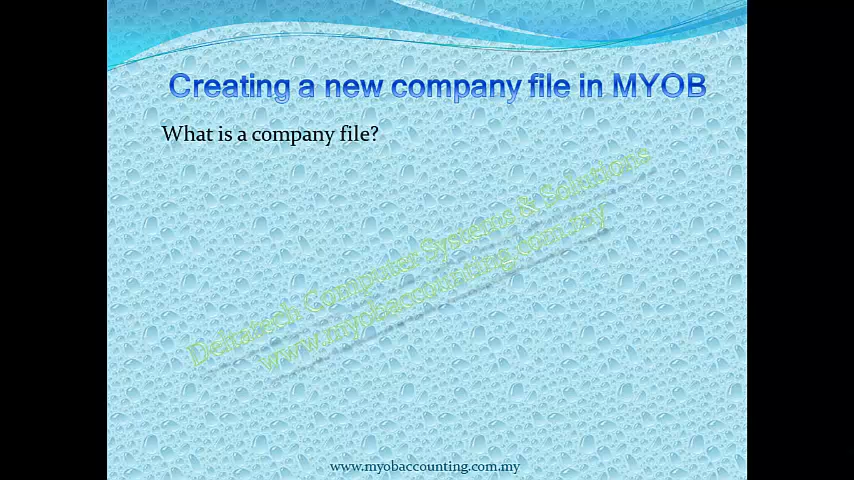 Creating a new company file in MYOB
What is a company file?
Deltatech Computer Systems & Solutions
www.myobaccounting.com.my
www.myobaccounting.com.my